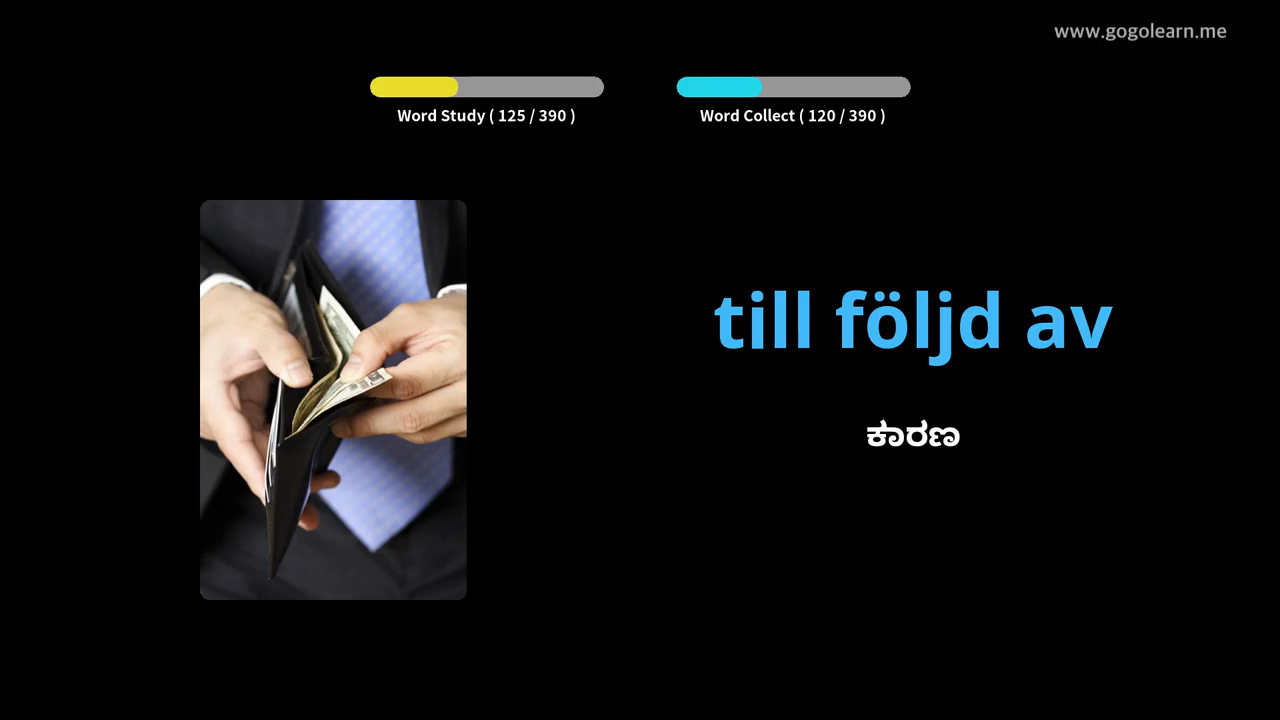 www.gogolearn.me
Word Study ( 125 / 390 )
Word Collect ( 120 / 390 )
till följd av
ಕಾರಣ